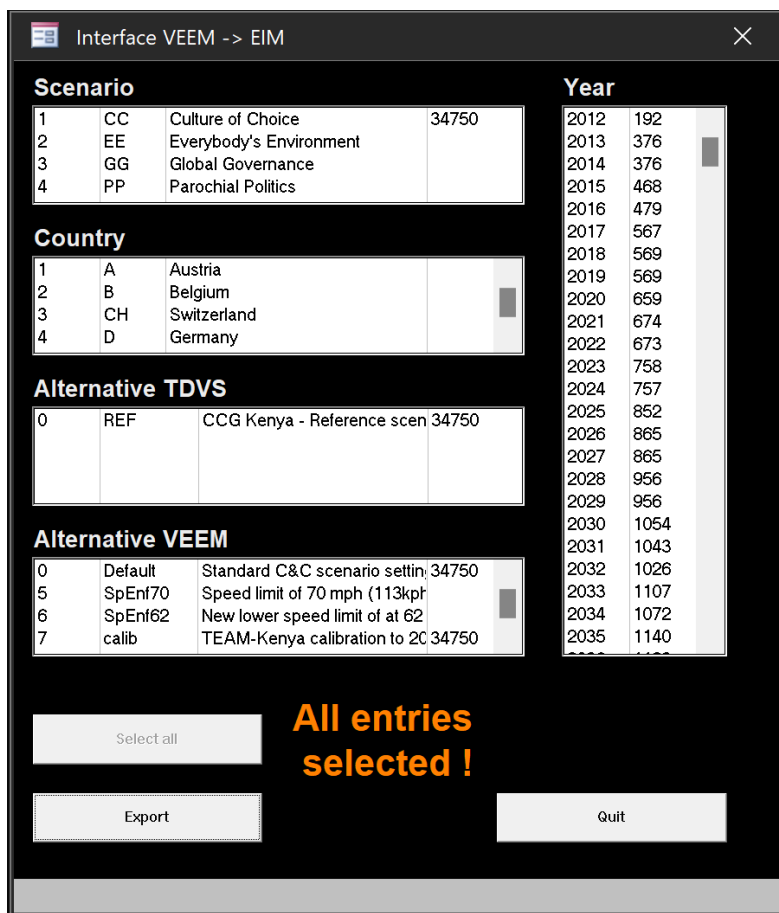 Interface VEEM -> EIM
Scenario
1 CC Culture of Choice 34750
2 EE Everybody's Environment
3 GG Global Governance
4 PP Parochial Politics
Country
1 A Austria
2 B Belgium
3 CH Switzerland
4 D Germany
Alternative TDVS
0 REF CCG Kenya - Reference scen 34750
Alternative VEEM
0 Default Standard C&C scenario settin 34750
5 SpEnf70 Speed limit of 70 mph (113kph
6 SpEnf62 New lower speed limit of at 62
7 calib TEAM-Kenya calibration to 20 34750
Year
2012 192
2013 376
2014 376
2015 468
2016 479
2017 567
2018 569
2019 569
2020 659
2021 674
2022 673
2023 758
2024 757
2025 852
2026 865
2027 865
2028 956
2029 956
2030 1054
2031 1043
2032 1026
2033 1107
2034 1072
2035 1140
Select all
All entries
selected !
Export
Quit